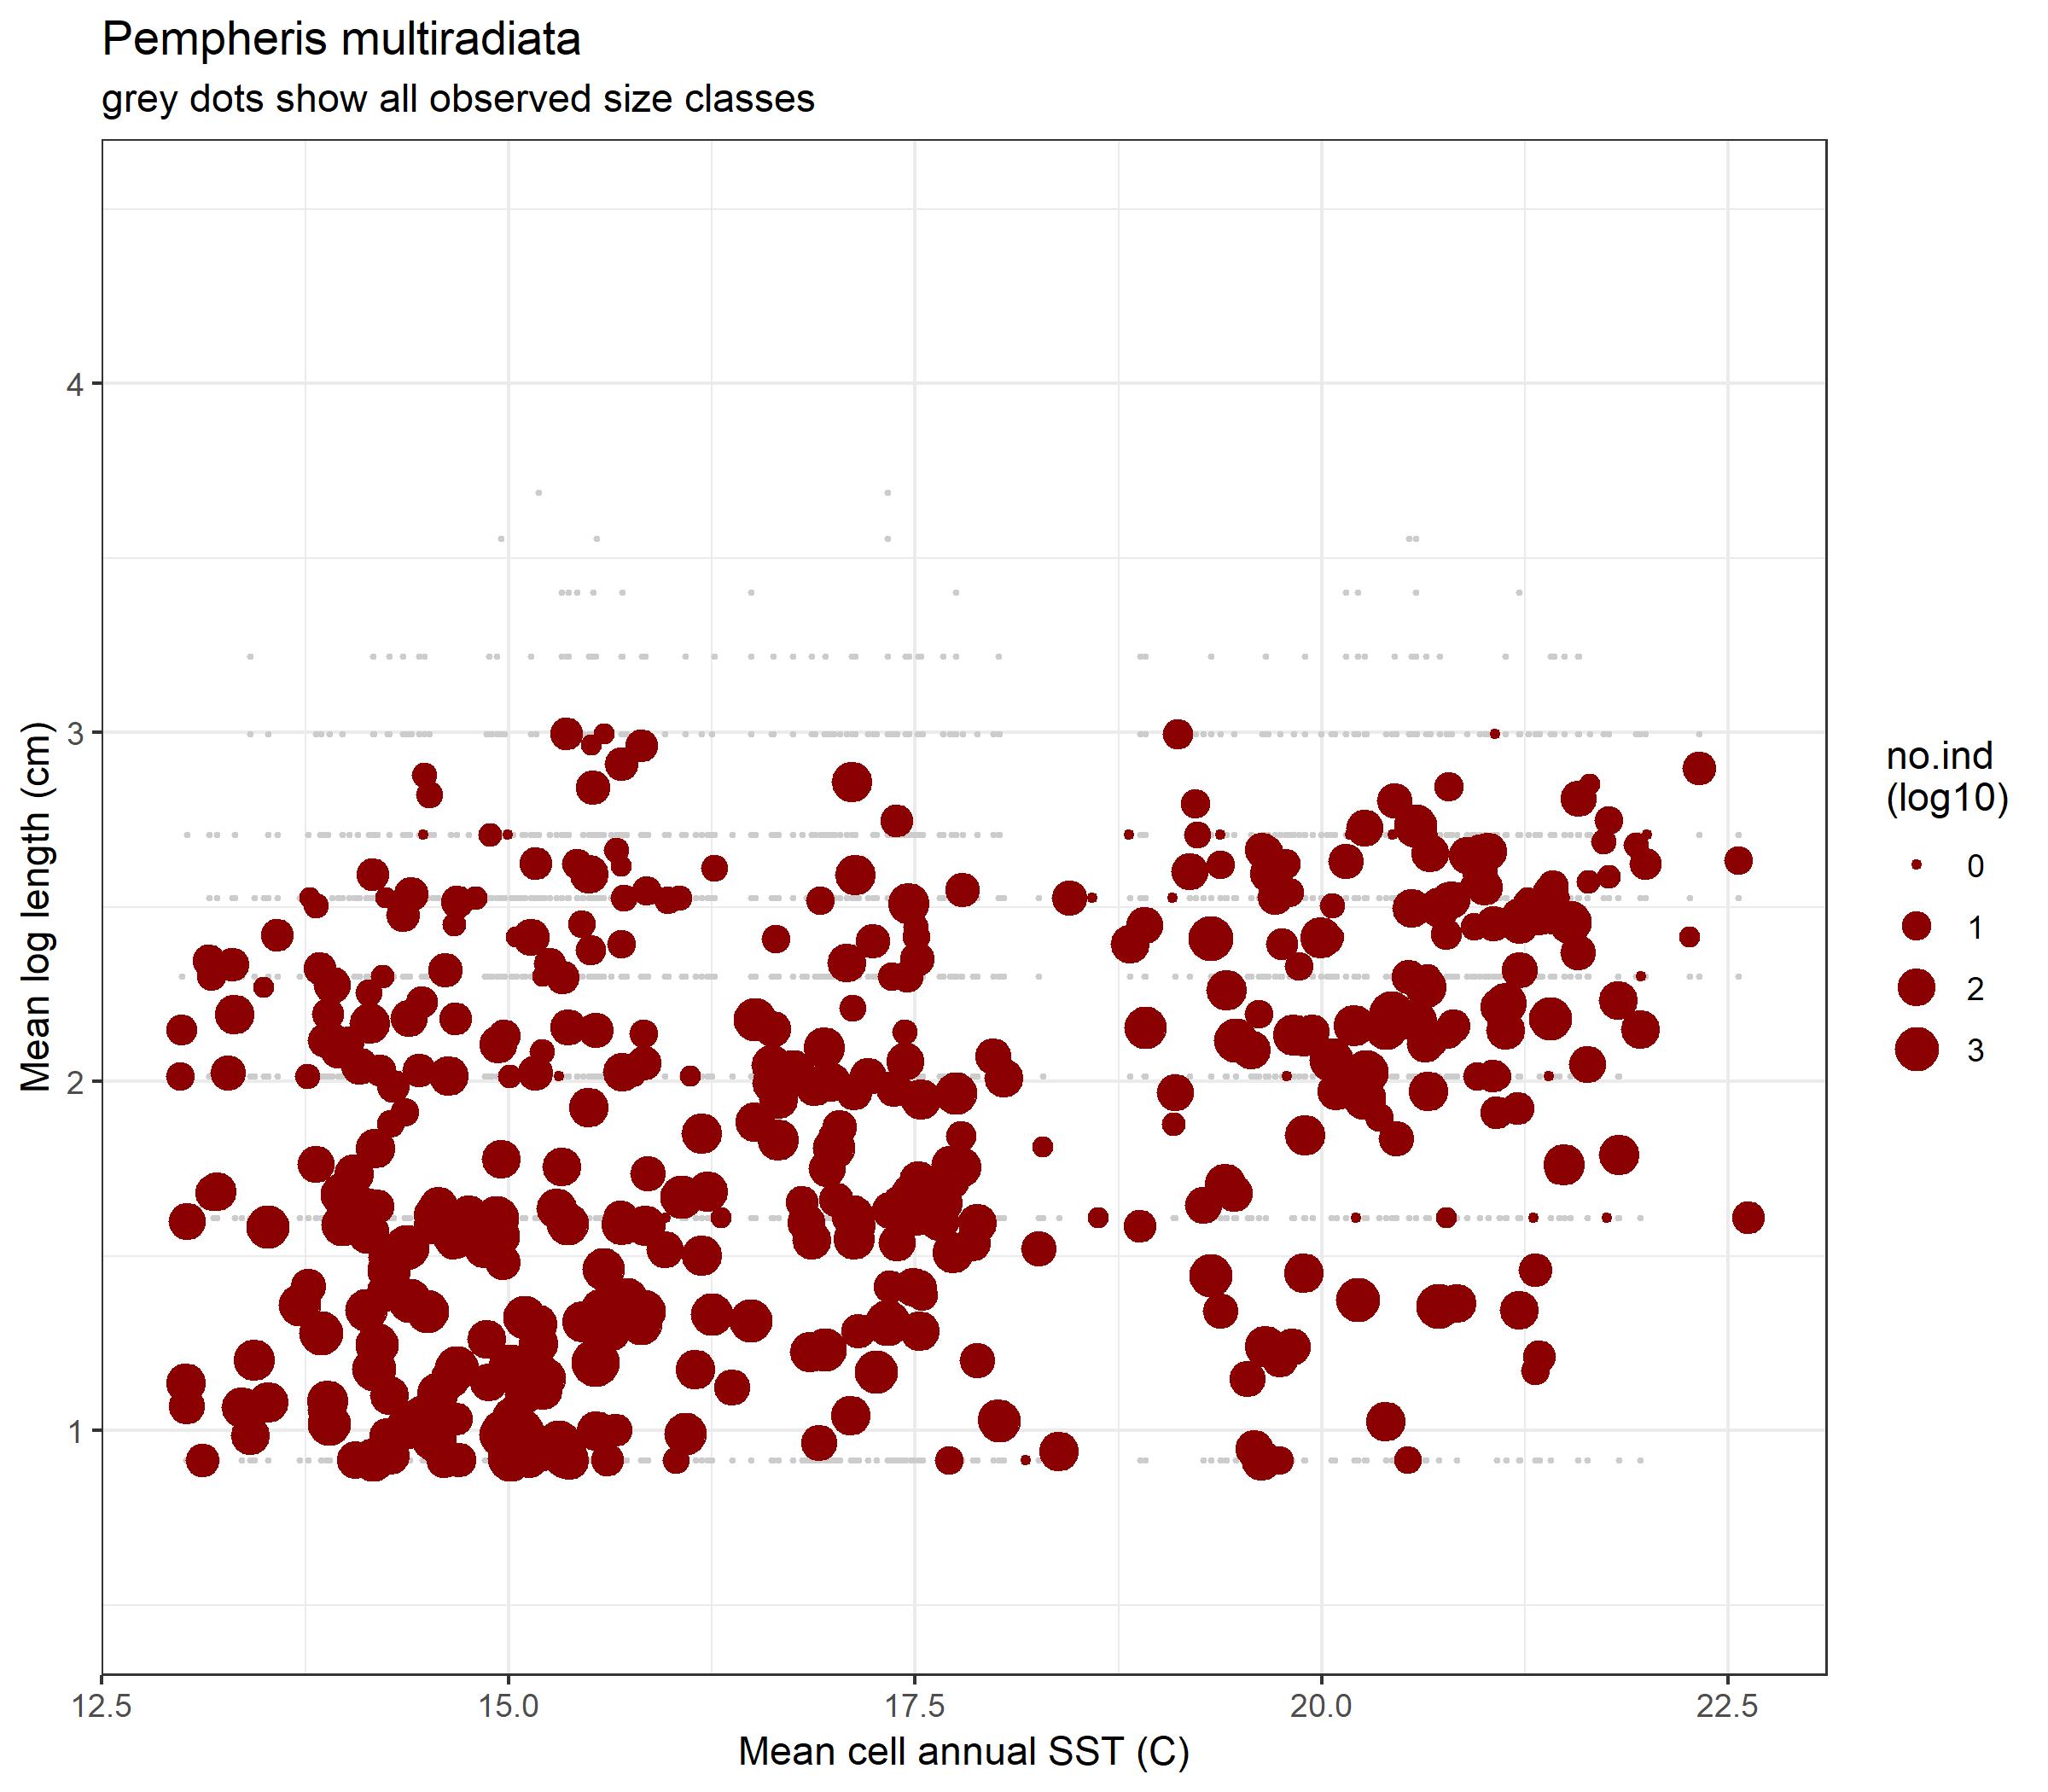 Pempheris multiradiata
grey dots show all observed size classes
Mean log length (cm)
4
3
2
1
12.5
15.0
17.5
20.0
22.5
Mean cell annual SST (C)
no.ind
(log10)
0
1
2
3